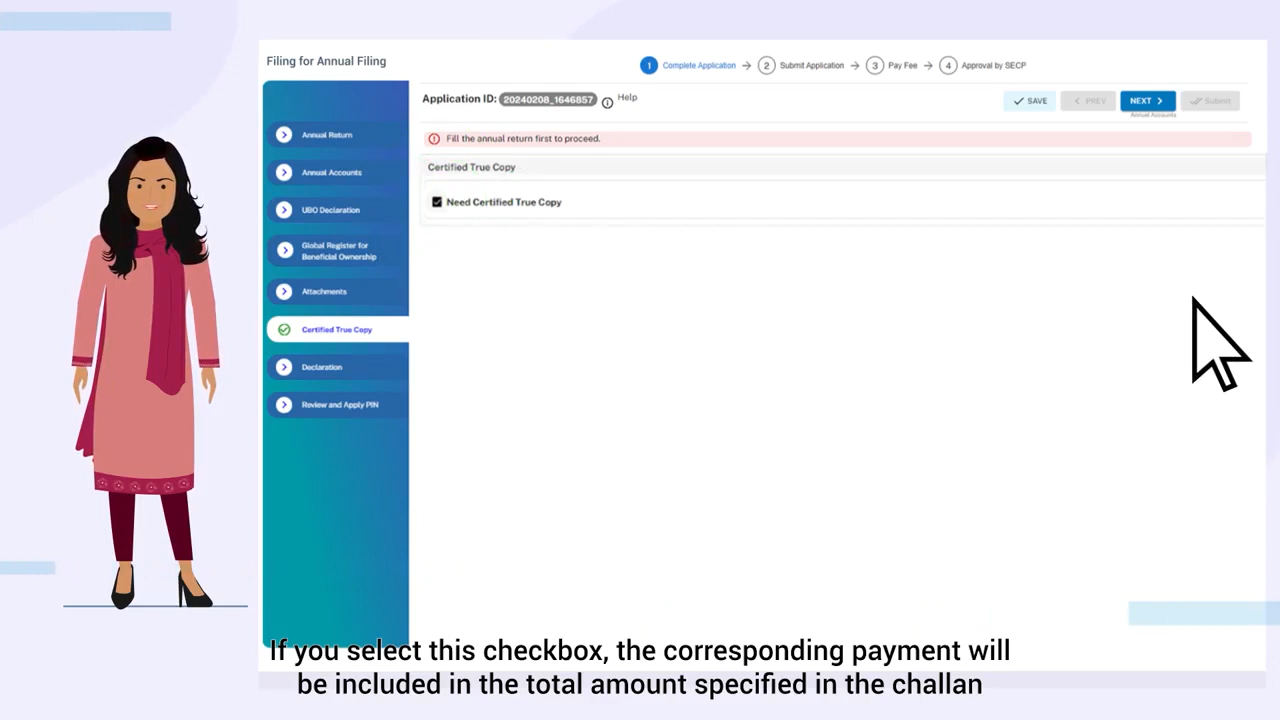 Filing for Annual Filing
1 Complete Application → 2 Submit Application → 3 Pay Fee → 4 Approval by SECP
Application ID: 20240208_1646857 Help
SAVE PREV NEXT Submit
Annual Accounts
Fill the annual return first to proceed.
Certified True Copy
Need Certified True Copy
Annual Return
Annual Accounts
UBO Declaration
Global Register for
Beneficial Ownership
Attachments
Certified True Copy
Declaration
Review and Apply PIN
If you select this checkbox, the corresponding payment will
be included in the total amount specified in the challan